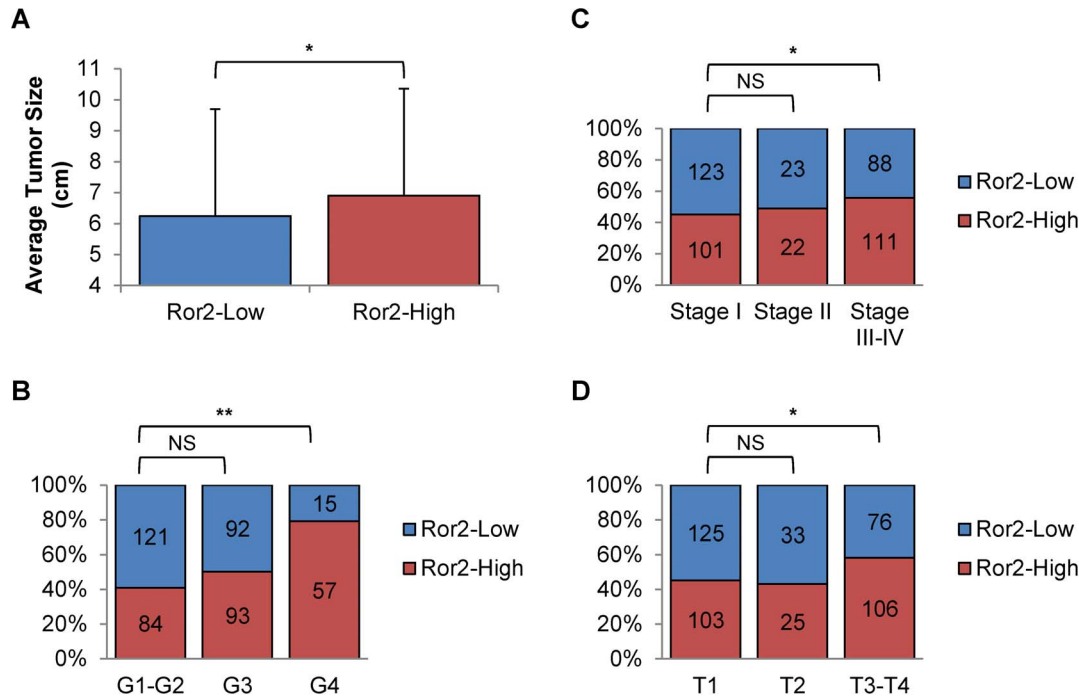 A
*
Average Tumor Size
(cm)
11
10
9
8
7
6
5
4
Ror2-Low
Ror2-High
B
**
NS
100%
80%
60%
40%
20%
0%
121
92
15
84
93
57
G1-G2
G3
G4
Ror2-Low
Ror2-High
C
*
NS
100%
80%
60%
40%
20%
0%
123
23
88
101
22
111
Stage I
Stage II
Stage
III-IV
Ror2-Low
Ror2-High
D
*
NS
100%
80%
60%
40%
20%
0%
125
33
76
103
25
106
T1
T2
T3-T4
Ror2-Low
Ror2-High